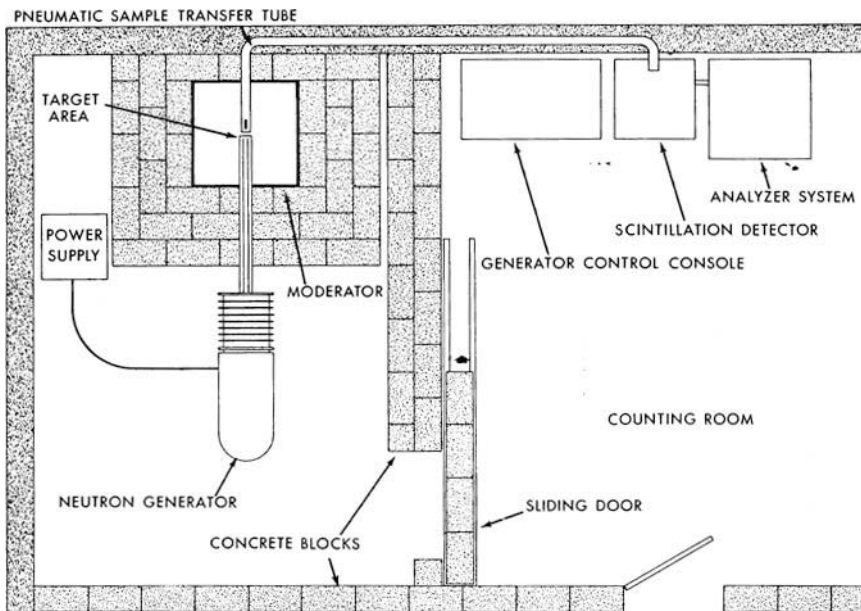 PNEUMATIC SAMPLE TRANSFER TUBE
TARGET
AREA
POWER
SUPPLY
MODERATOR
NEUTRON GENERATOR
CONCRETE BLOCKS
ANALYZER SYSTEM
SCINTILLATION DETECTOR
GENERATOR CONTROL CONSOLE
COUNTING ROOM
SLIDING DOOR